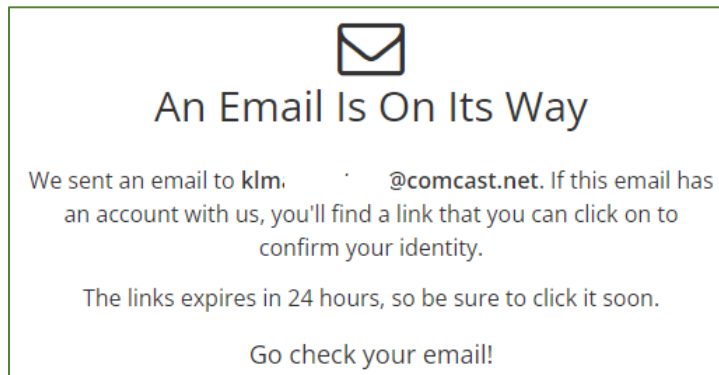 An Email Is On Its Way
We sent an email to @comcast.net. If this email has
an account with us, you'll find a link that you can click on to
confirm your identity.
The links expires in 24 hours, so be sure to click it soon.
Go check your email!